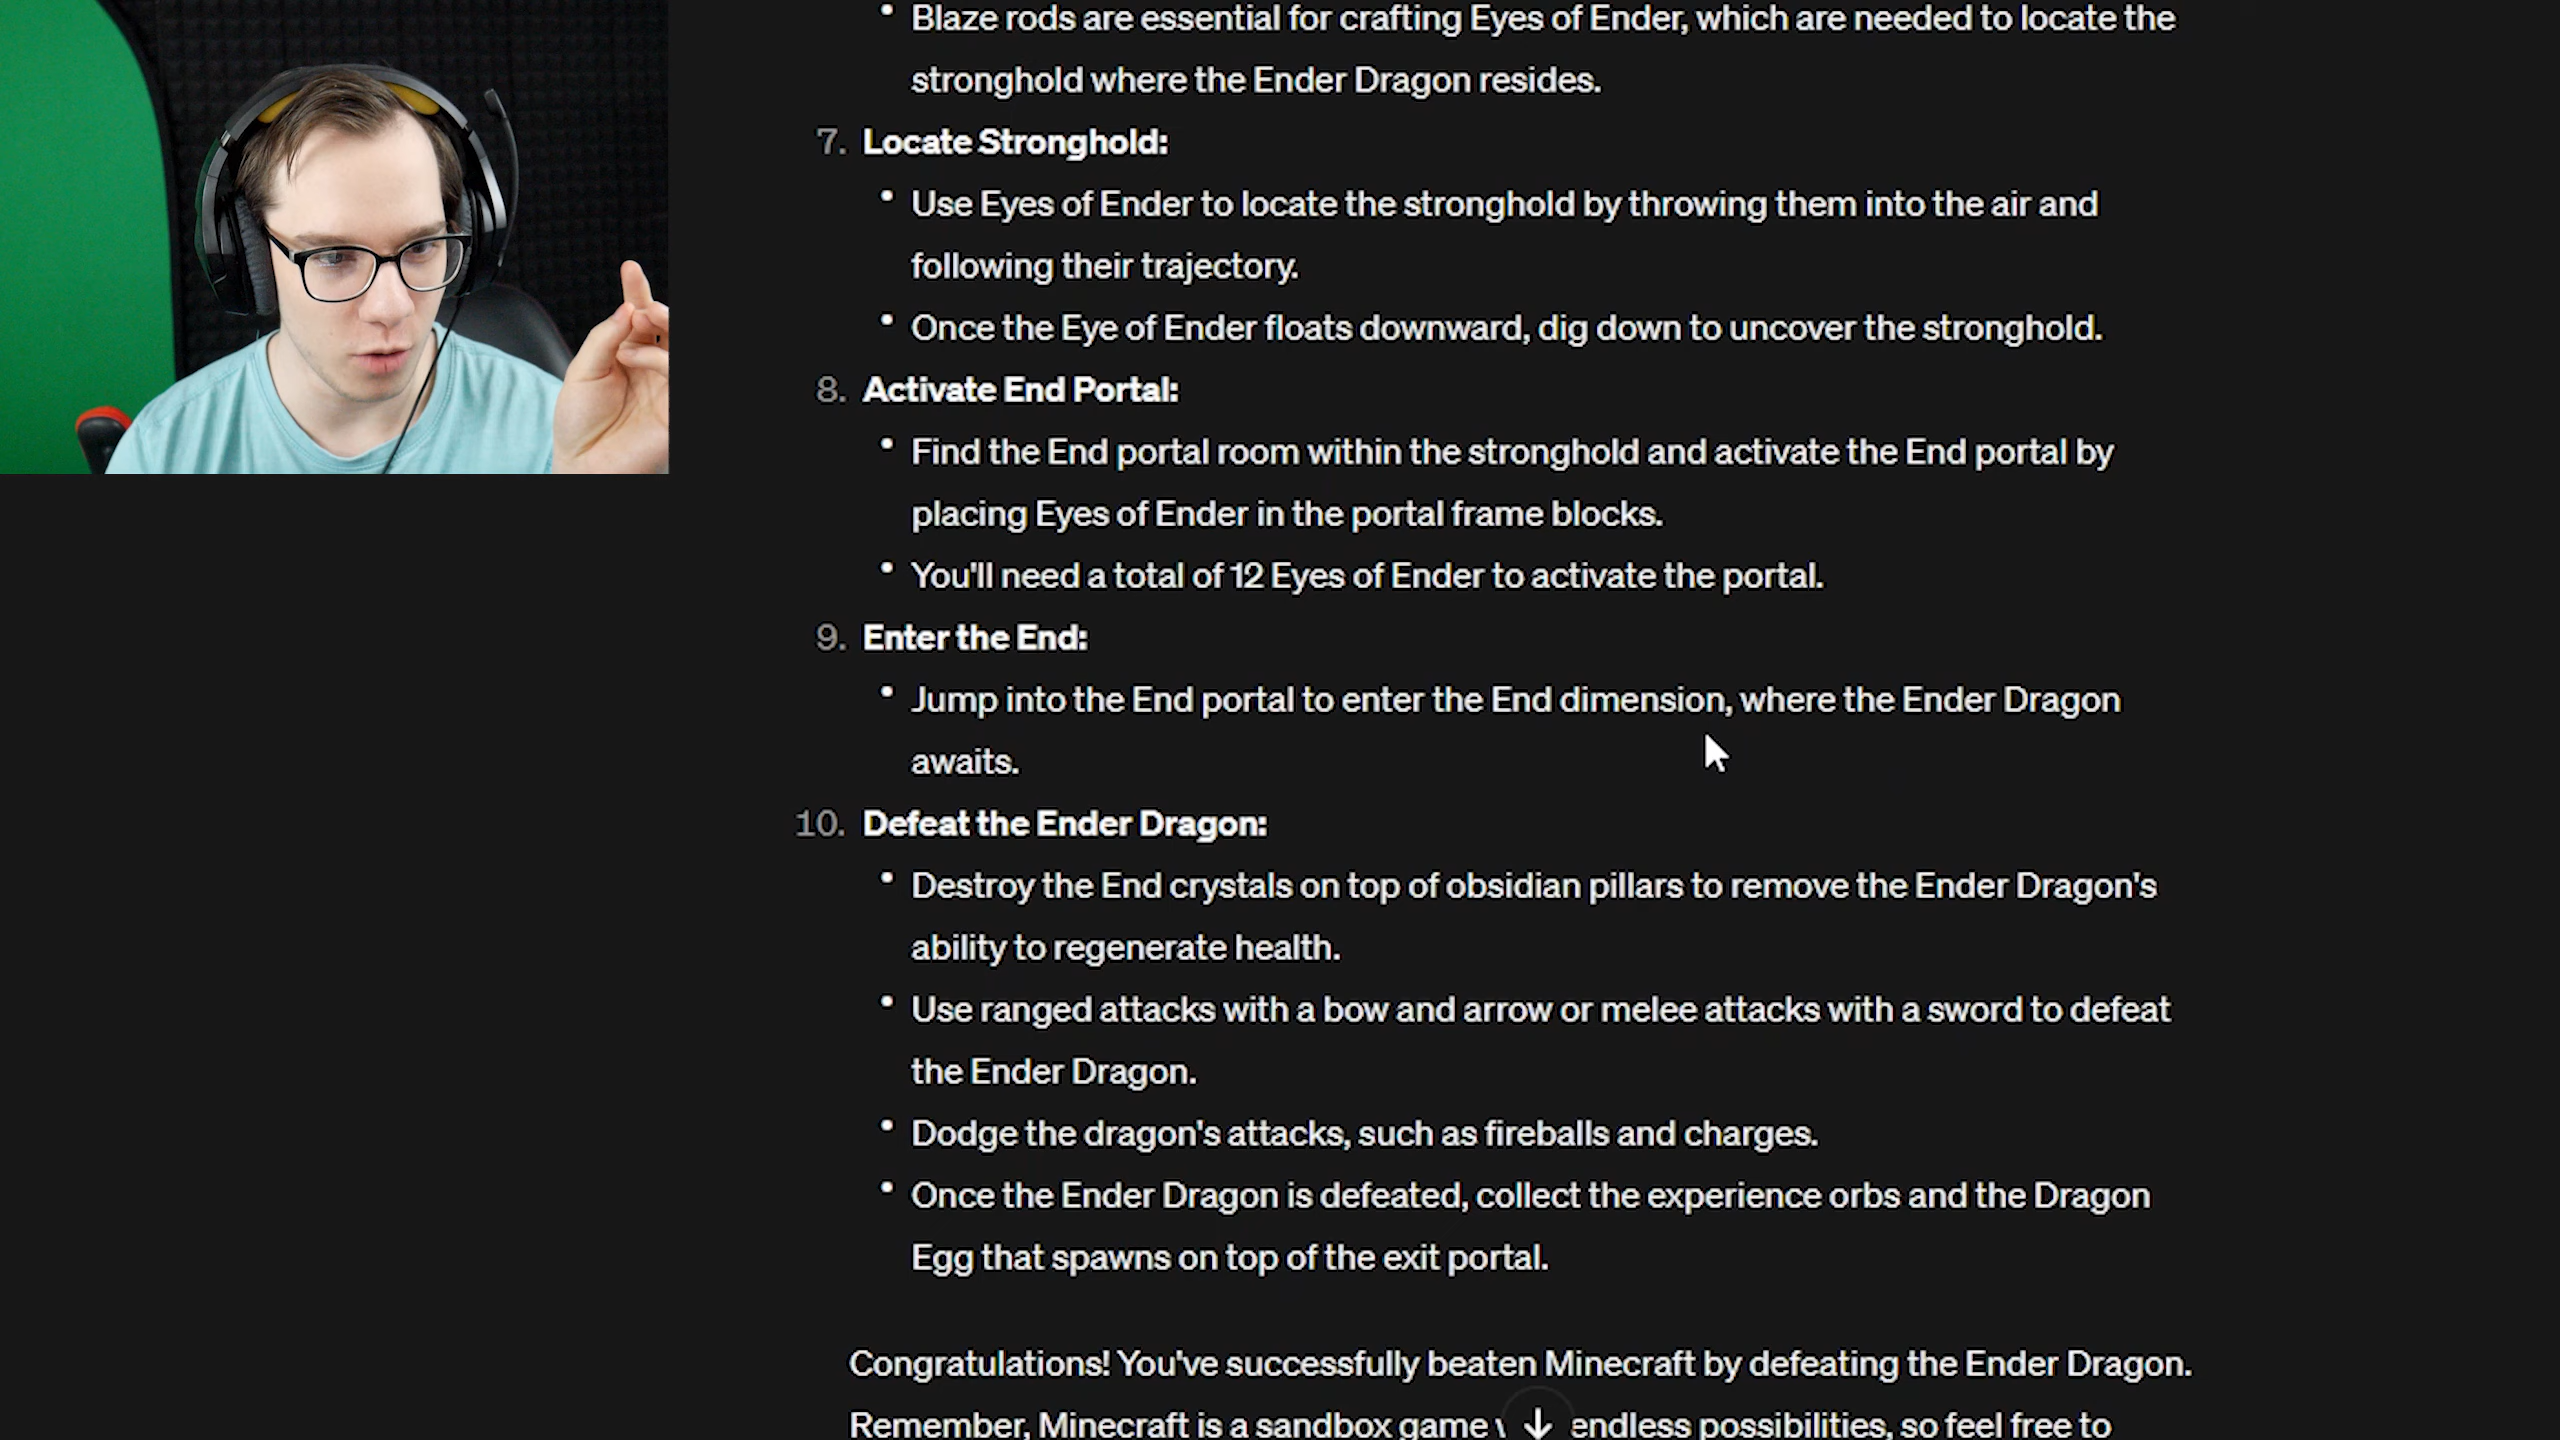 • Blaze rods are essential for crafting Eyes of Ender, which are needed to locate the
stronghold where the Ender Dragon resides.
7. Locate Stronghold:
• Use Eyes of Ender to locate the stronghold by throwing them into the air and
following their trajectory.
• Once the Eye of Ender floats downward, dig down to uncover the stronghold.
8. Activate End Portal:
• Find the End portal room within the stronghold and activate the End portal by
placing Eyes of Ender in the portal frame blocks.
• You'll need a total of 12 Eyes of Ender to activate the portal.
9. Enter the End:
• Jump into the End portal to enter the End dimension, where the Ender Dragon
awaits.
10. Defeat the Ender Dragon:
• Destroy the End crystals on top of obsidian pillars to remove the Ender Dragon's
ability to regenerate health.
• Use ranged attacks with a bow and arrow or melee attacks with a sword to defeat
the Ender Dragon.
• Dodge the dragon's attacks, such as fireballs and charges.
• Once the Ender Dragon is defeated, collect the experience orbs and the Dragon
Egg that spawns on top of the exit portal.
Congratulations! You've successfully beaten Minecraft by defeating the Ender Dragon.
Remember, Minecraft is a sandbox game endless possibilities, so feel free to